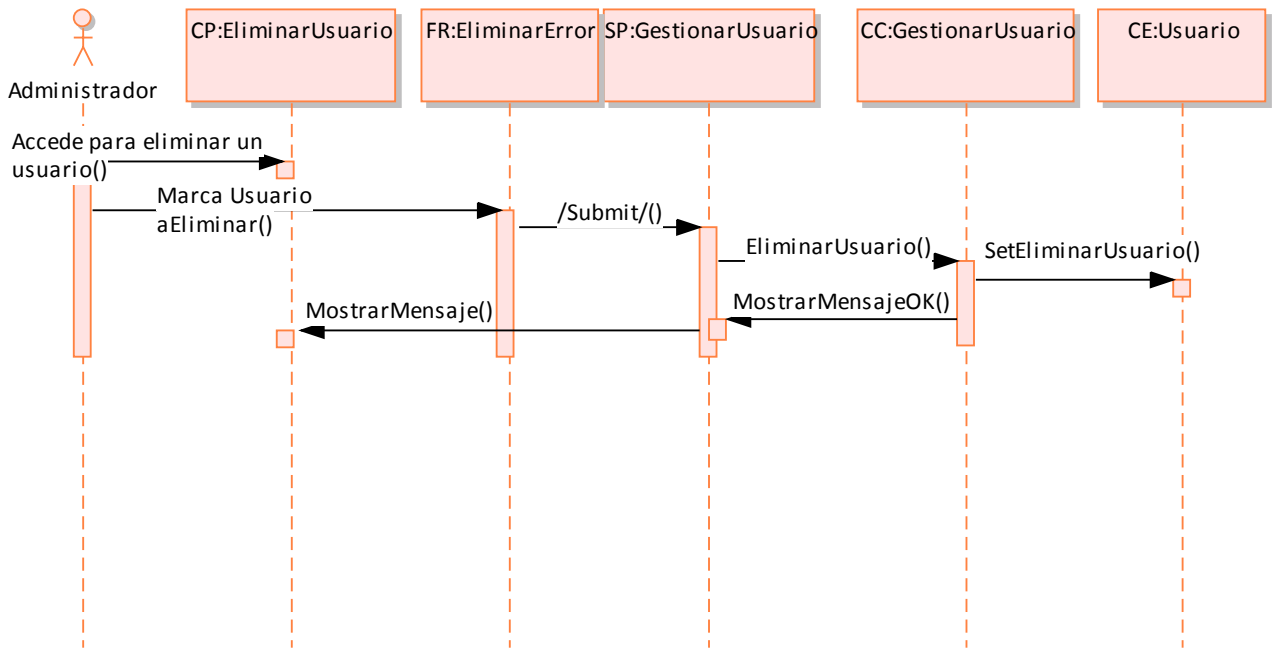 CP:EliminarUsuario
FR:EliminarError
SP:GestionarUsuario
CC:GestionarUsuario
CE:Usuario
Administrador
Accede para eliminar un
usuario()
Marca Usuario
aEliminar()
/Submit/()
EliminarUsuario()
SetEliminarUsuario()
MostrarMensajeOK()
MostrarMensaje()